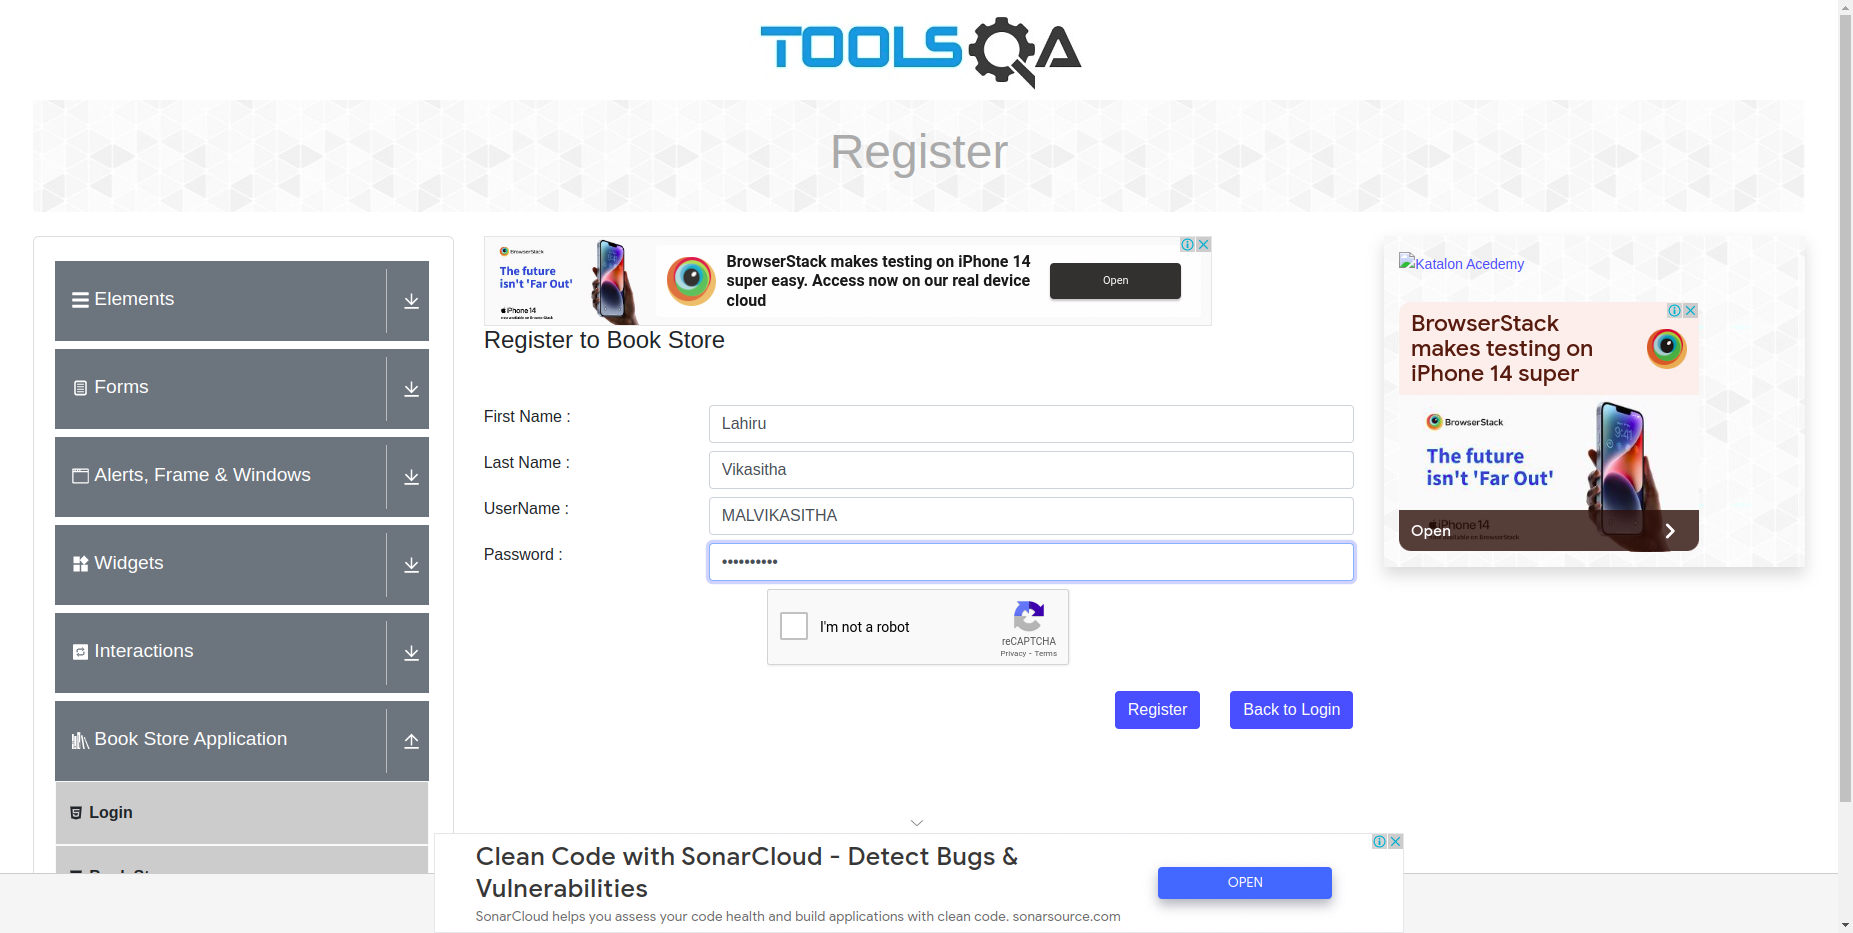 TOOLSQA
Register
Elements
Forms
Alerts, Frame & Windows
Widgets
Interactions
Book Store Application
Login
BrowserStack
The future
isn't 'Far Out'
iPhone 14
BrowserStack makes testing on iPhone 14
super easy. Access now on our real device
cloud
Open
Register to Book Store
First Name :
Lahiru
Last Name :
Vikasitha
UserName :
MALVIKASITHA
Password :
••••••••••
I'm not a robot
reCAPTCHA
Privacy - Terms
Register
Back to Login
Katalon Acedemy
BrowserStack
makes testing on
iPhone 14 super
BrowserStack
The future
isn't 'Far Out'
9:41
iPhone 14
Open
Clean Code with SonarCloud - Detect Bugs &
Vulnerabilities
SonarCloud helps you assess your code health and build applications with clean code. sonarsource.com
OPEN